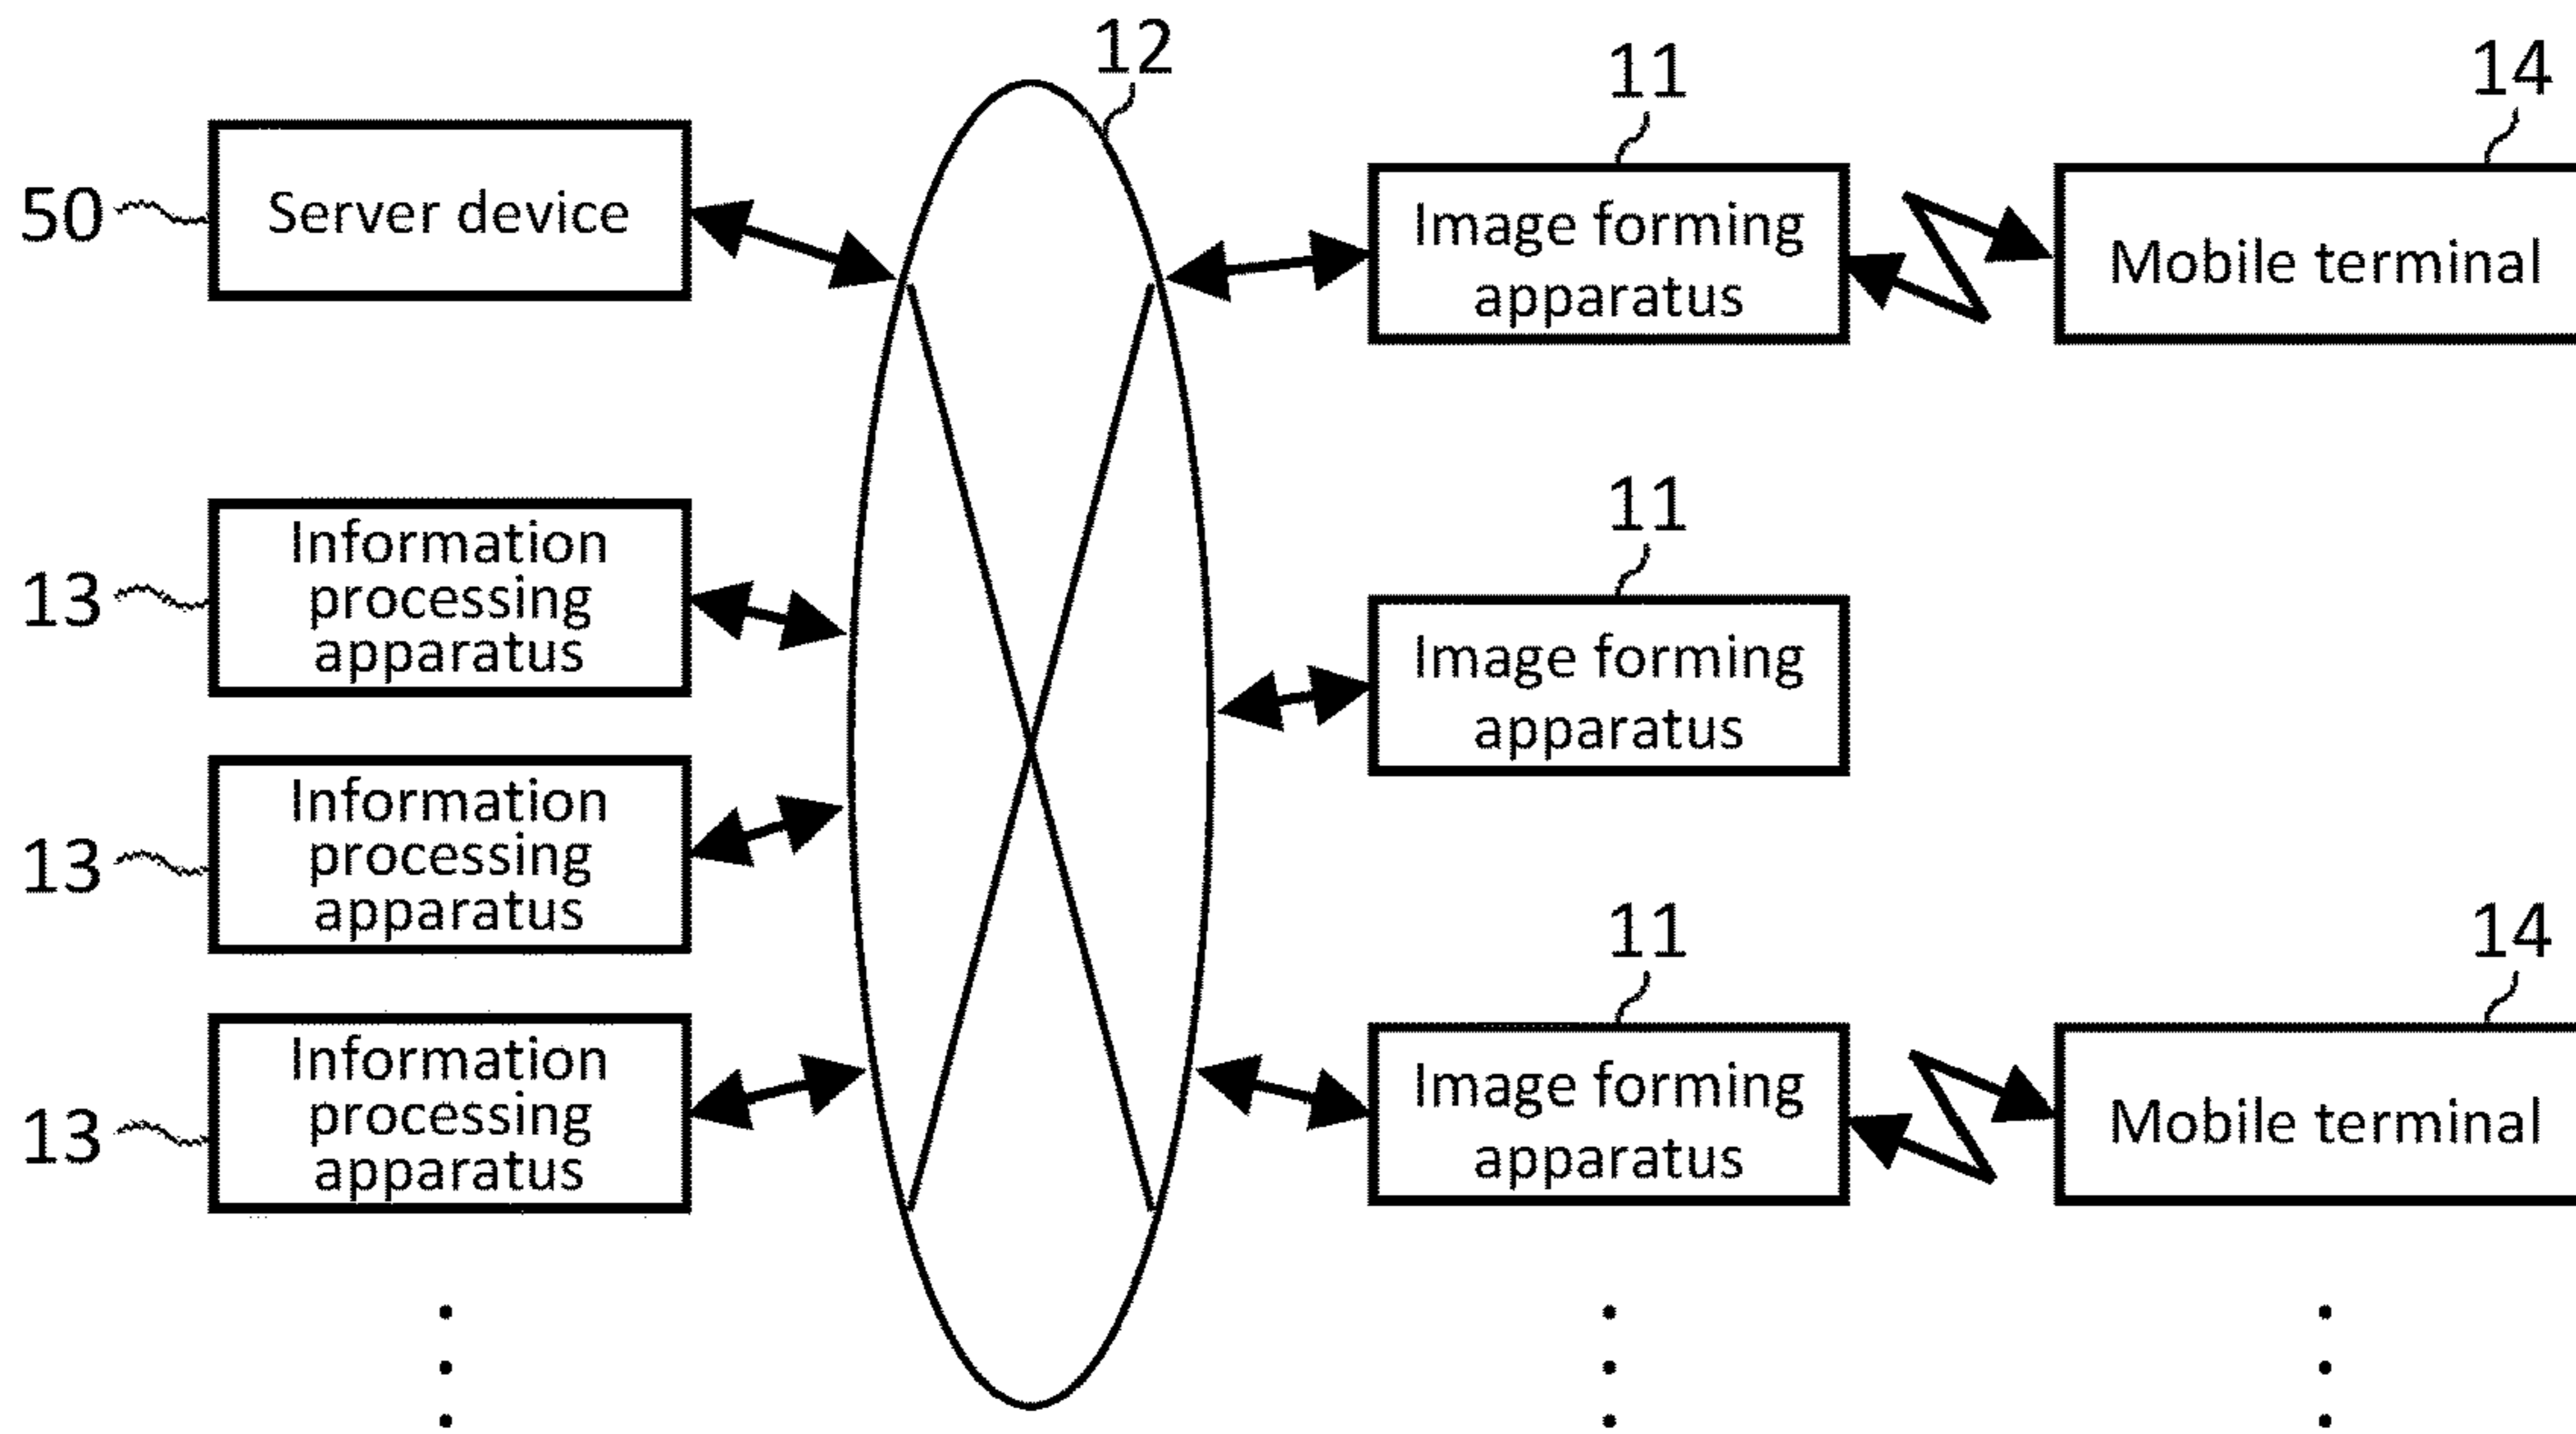 12
11
14
50
Server device
Image forming
apparatus
Mobile terminal
11
13
Information
processing
apparatus
Image forming
apparatus
13
Information
processing
apparatus
11
14
13
Information
processing
apparatus
Image forming
apparatus
Mobile terminal